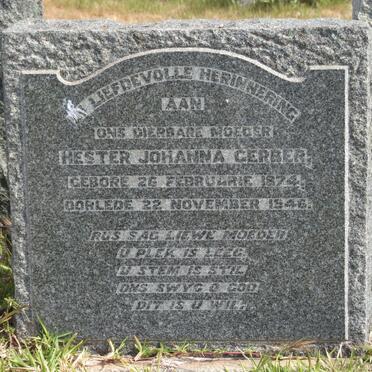 IN LIEFDEVOLLE HERINNERING
AAN
ONS DIERBARE MOEDER
HESTER JOHANNA GERBER,
GEBORE 26 FEBRUARIE 1874,
OORLEDE 22 NOVEMBER 1946.
RUS SAG LIEWE MOEDER
U PLEK IS LEEG,
U STEM IS STIL,
ONS SWYG O GOD
DIT IS U WIL.